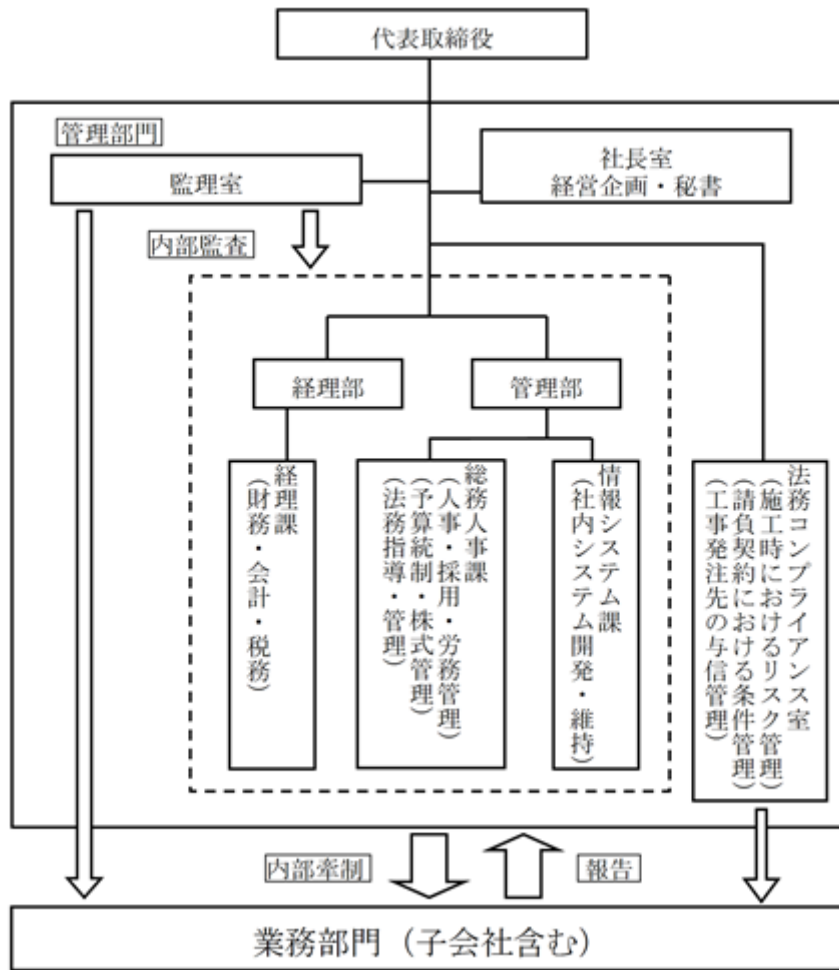 代表取締役
管理部門
監理室
社長室
経営企画・秘書
内部監査
経理部
管理部
経理課
（財務・会計・税務）
総務人事課
（人事・採用・労務管理）
（予算統制・株式管理）
（法務指導・管理）
情報システム課
（社内システム開発・維持）
法務コンプライアンス室
（施工時におけるリスク管理）
（請負契約における条件管理）
（工事発注先の与信管理）
内部牽制
報告
業務部門（子会社含む）